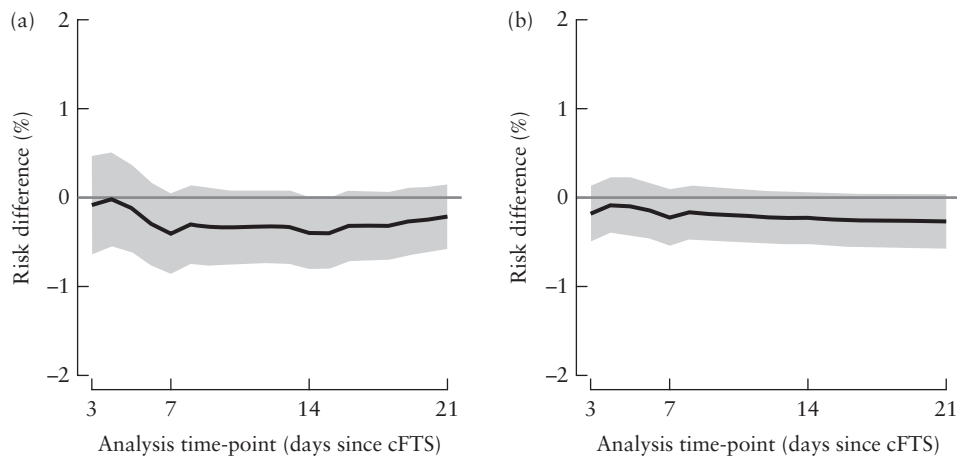 (a)
2
1
0
−1
−2
Risk difference (%)
3 7 14 21
Analysis time-point (days since cFTS)
(b)
2
1
0
−1
−2
Risk difference (%)
3 7 14 21
Analysis time-point (days since cFTS)